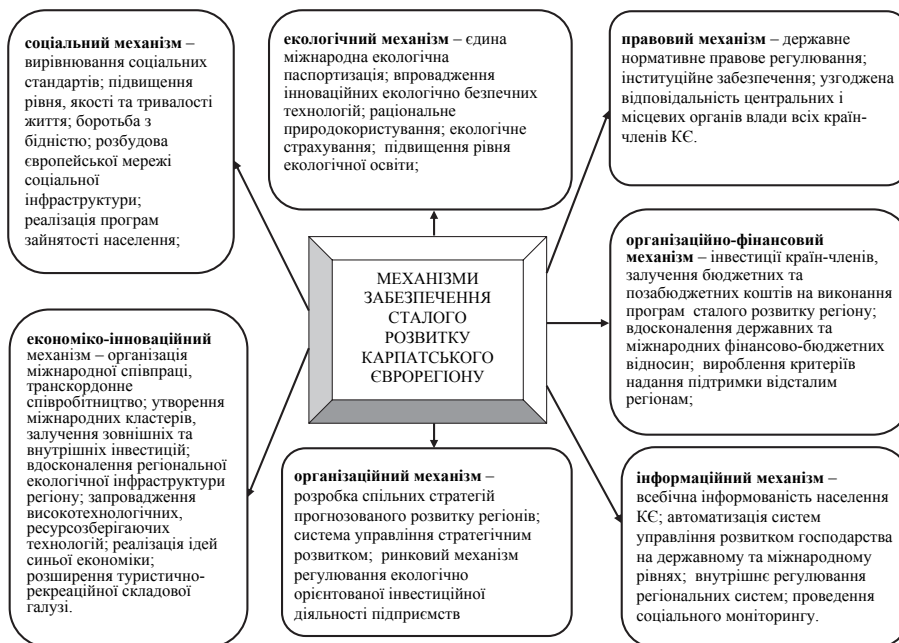 соціальний механізм –
вирівнювання соціальних
стандартів; підвищення
рівня, якості та тривалості
життя; боротьба з
бідністю; розбудова
європейської мережі
соціальної
інфраструктури;
реалізація програм
зайнятості населення;
екологічний механізм – єдина
міжнародна екологічна
паспортизація; впровадження
інноваційних екологічно безпечних
технологій; раціональне
природокористування; екологічне
страхування; підвищення рівня
екологічної освіти;
правовий механізм – державне
нормативне правове регулювання;
інституційне забезпечення; узгоджена
відповідальність центральних і
місцевих органів влади всіх країн-
членів КЄ.
МЕХАНІЗМИ
ЗАБЕЗПЕЧЕННЯ
СТАЛОГО
РОЗВИТКУ
КАРПАТСЬКОГО
ЄВРОРЕГІОНУ
організаційно-фінансовий
механізм – інвестиції країн-членів,
залучення бюджетних та
позабюджетних коштів на виконання
програм сталого розвитку регіону;
вдосконалення державних та
міжнародних фінансово-бюджетних
відносин; вироблення критеріїв
надання підтримки відсталим
регіонам;
економіко-інноваційний
механізм – організація
міжнародної співпраці,
транскордонне
співробітництво; утворення
міжнародних кластерів,
залучення зовнішніх та
внутрішніх інвестицій;
вдосконалення регіональної
екологічної інфраструктури
регіону; запровадження
високотехнологічних,
ресурсозберігаючих
технологій; реалізація ідей
синьої економіки;
розширення туристично-
рекреаційної складової
галузі.
організаційний механізм –
розробка спільних стратегій
прогнозованого розвитку регіонів;
система управління стратегічним
розвитком; ринковий механізм
регулювання екологічно
орієнтованої інвестиційної
діяльності підприємств
інформаційний механізм –
всебічна інформованість населення
КЄ; автоматизація систем
управління розвитком господарства
на державному та міжнародному
рівнях; внутрішнє регулювання
регіональних систем; проведення
соціального моніторингу.